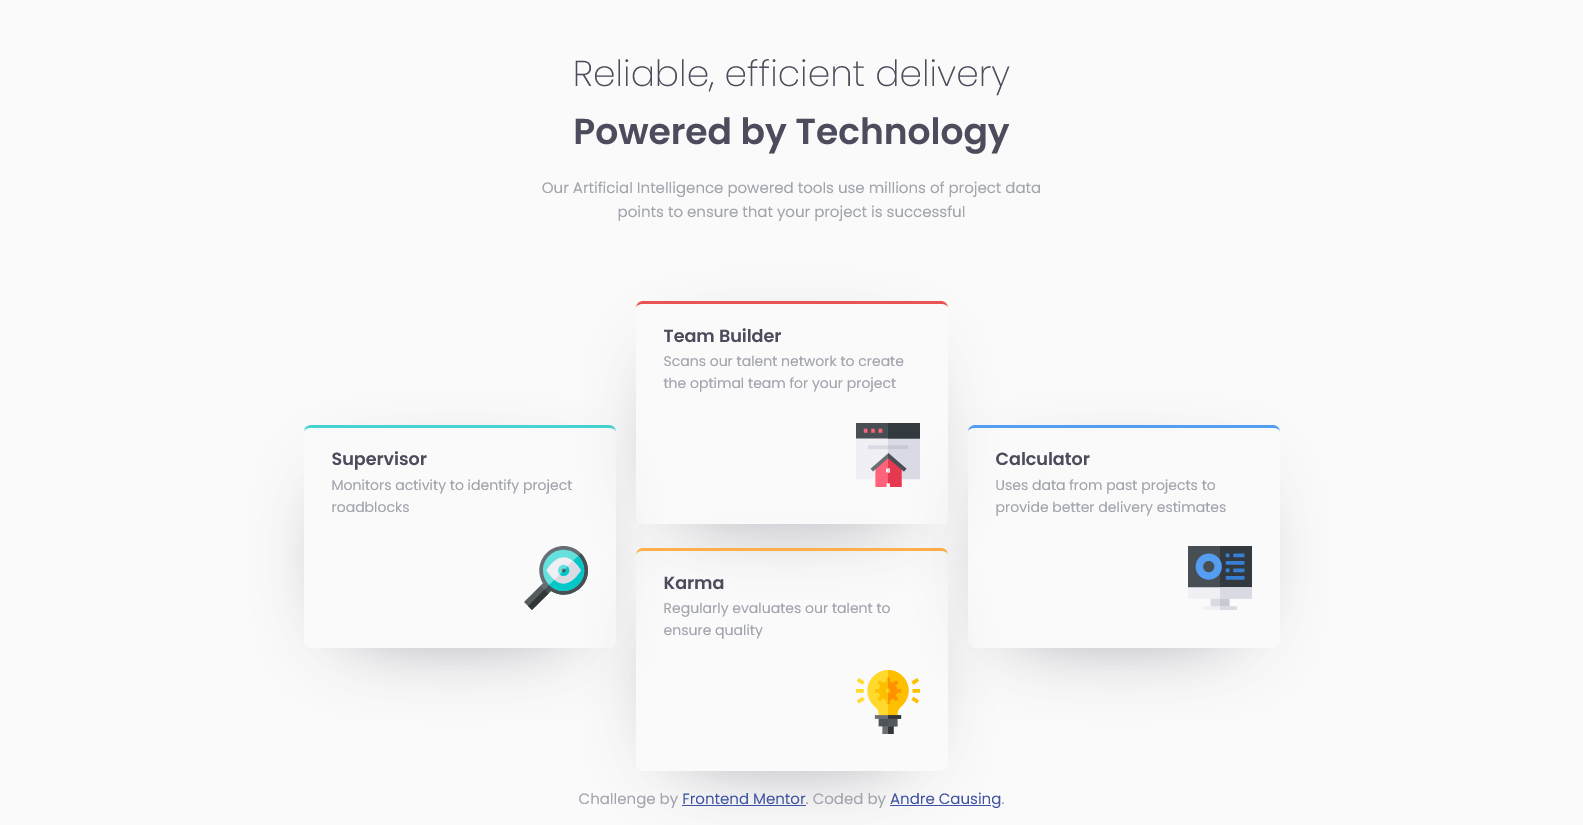 Reliable, efficient delivery
Powered by Technology
Our Artificial Intelligence powered tools use millions of project data
points to ensure that your project is successful
Supervisor
Monitors activity to identify project
roadblocks
Team Builder
Scans our talent network to create
the optimal team for your project
Karma
Regularly evaluates our talent to
ensure quality
Calculator
Uses data from past projects to
provide better delivery estimates
Challenge by Frontend Mentor. Coded by Andre Causing.